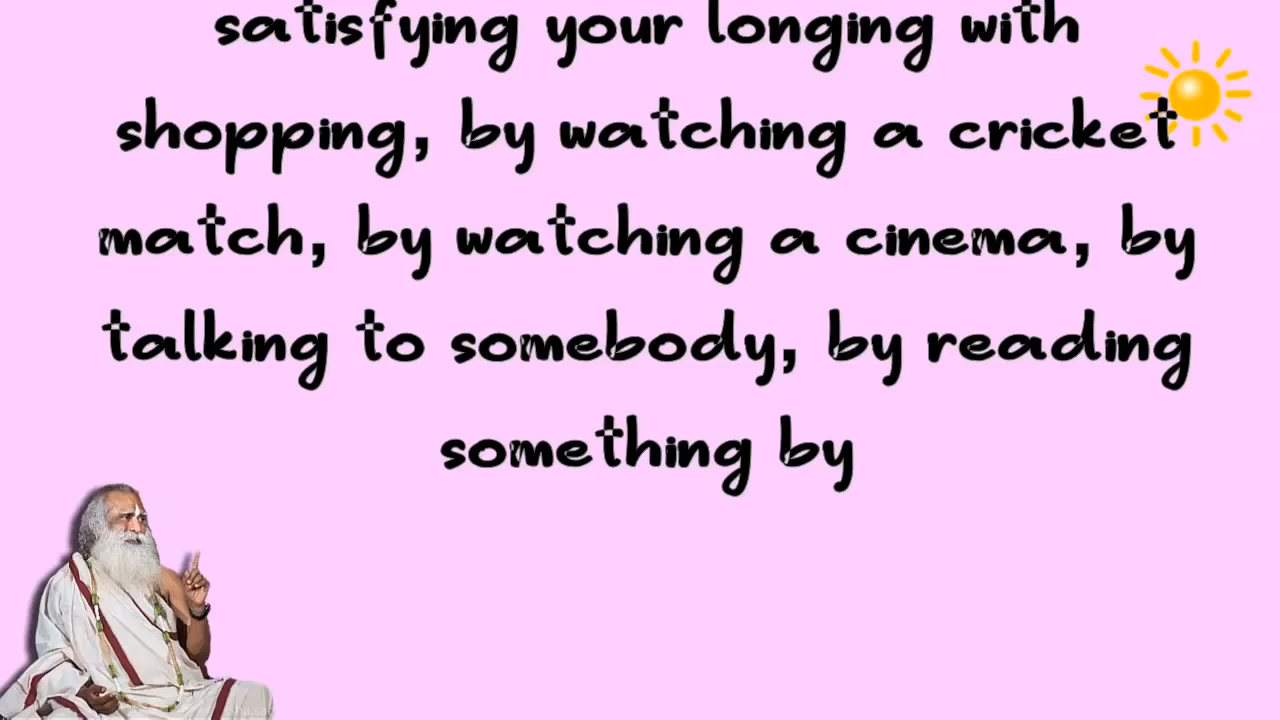 satisfying your longing with
shopping, by watching a cricket
match, by watching a cinema, by
talking to somebody, by reading
something by